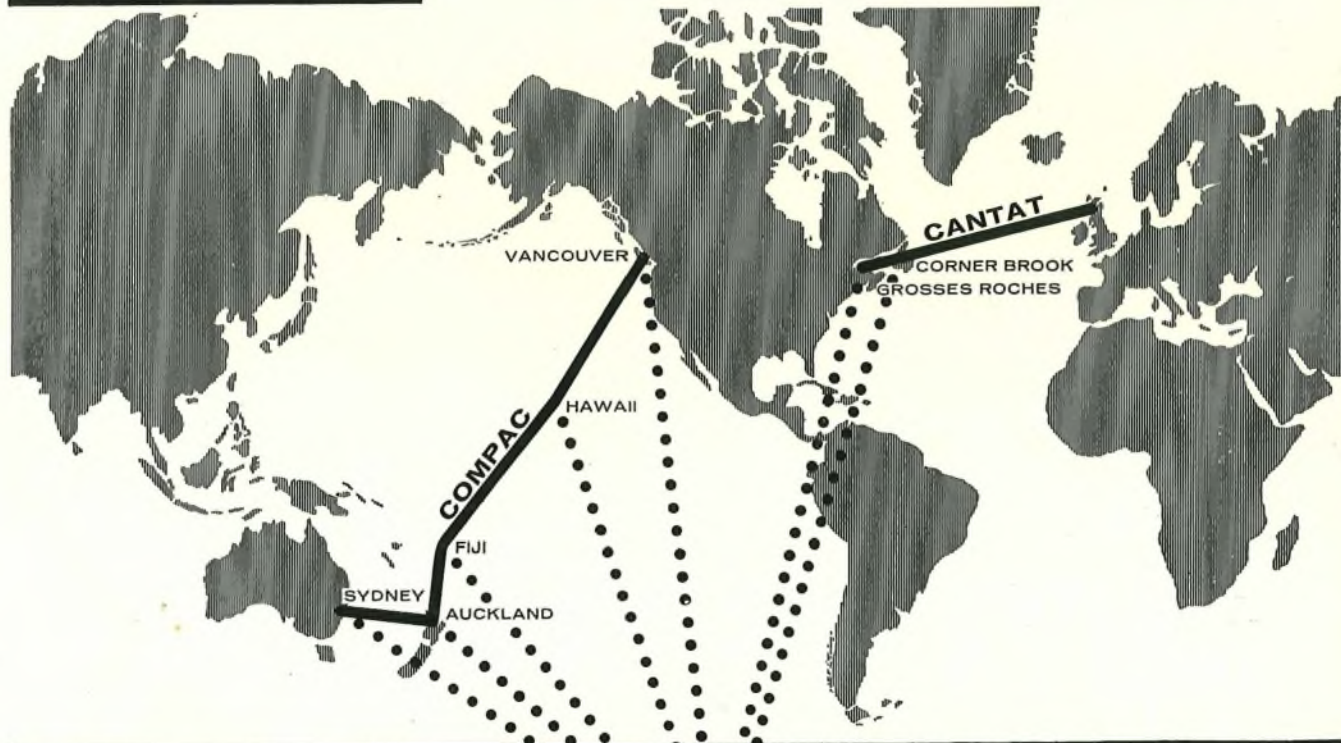 CANTAT
VANCOUVER
CORNER BROOK
GROSSES ROCHES
HAWAII
COMPAC
FIJI
SYDNEY
AUCKLAND